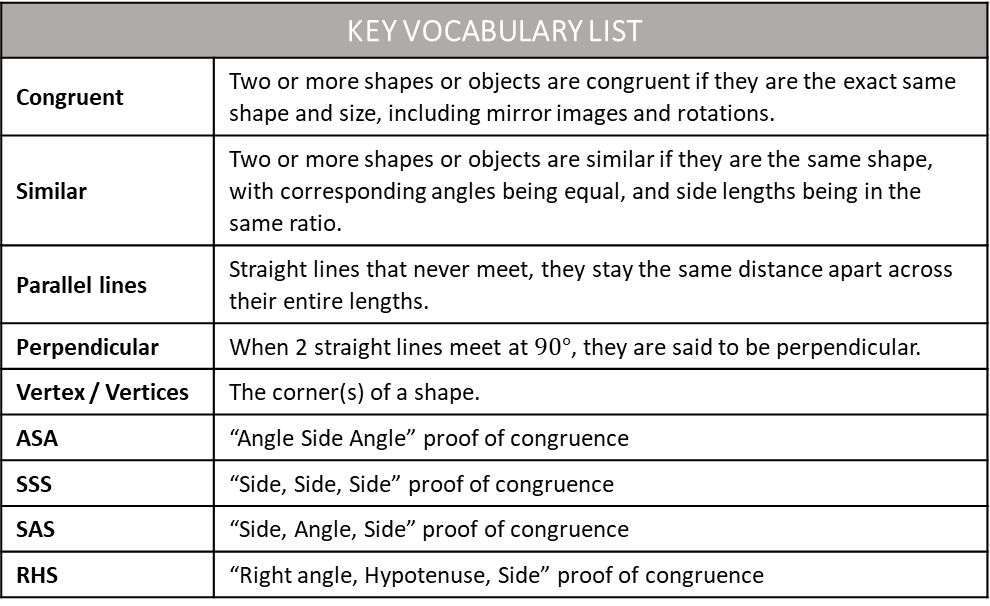 KEY VOCABULARY LIST
Congruent
Two or more shapes or objects are congruent if they are the exact same
shape and size, including mirror images and rotations.
Similar
Two or more shapes or objects are similar if they are the same shape,
with corresponding angles being equal, and side lengths being in the
same ratio.
Parallel lines
Straight lines that never meet, they stay the same distance apart across
their entire lengths.
Perpendicular
When 2 straight lines meet at 90°, they are said to be perpendicular.
Vertex / Vertices
The corner(s) of a shape.
ASA
“Angle Side Angle” proof of congruence
SSS
“Side, Side, Side” proof of congruence
SAS
“Side, Angle, Side” proof of congruence
RHS
“Right angle, Hypotenuse, Side” proof of congruence